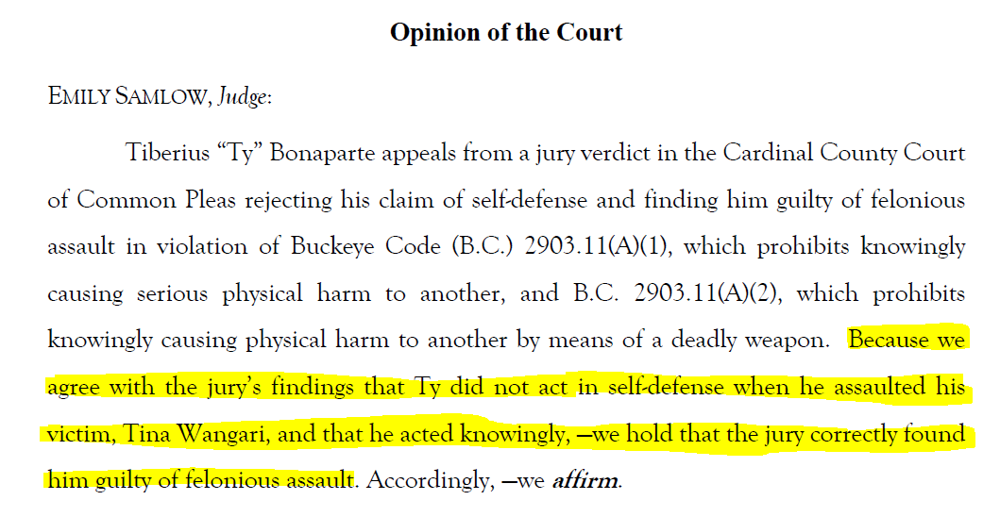 Opinion of the Court
EMILY SAMLOW, Judge:
Tiberius “Ty” Bonaparte appeals from a jury verdict in the Cardinal County Court
of Common Pleas rejecting his claim of self-defense and finding him guilty of felonious
assault in violation of Buckeye Code (B.C.) 2903.11(A)(1), which prohibits knowingly
causing serious physical harm to another, and B.C. 2903.11(A)(2), which prohibits
knowingly causing physical harm to another by means of a deadly weapon. Because we
agree with the jury’s findings that Ty did not act in self-defense when he assaulted his
victim, Tina Wangari, and that he acted knowingly, —we hold that the jury correctly found
him guilty of felonious assault. Accordingly, —we affirm.